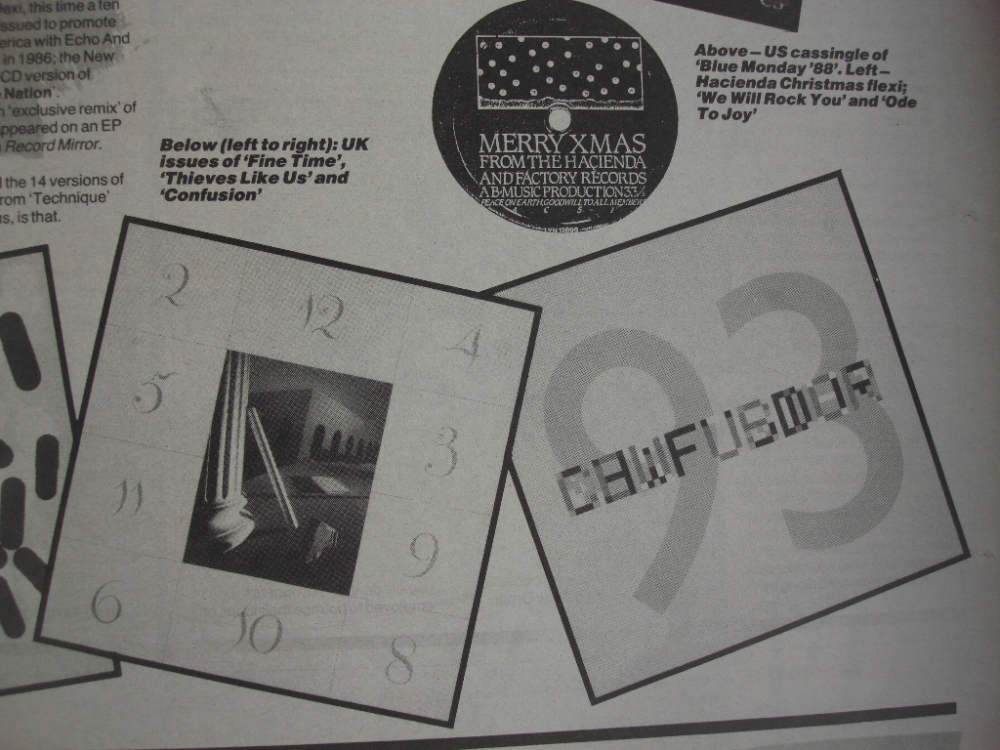 flexi, this time a ten
issued to promote
erica with Echo And
in 1986; the New
CD version of
Nation'.
n 'exclusive remix' of
appeared on an EP
Record Mirror.
l the 14 versions of
from 'Technique'
is that.
Below (left to right): UK
issues of 'Fine Time',
'Thieves Like Us' and
'Confusion'
MERRY XMAS
FROM THE HACIENDA
AND FACTORY RECORDS
A B-MUSIC PRODUCTION 33⅓
PEACE ON EARTH, GOODWILL TO ALL MEMBERS
Above – US cassingle of
'Blue Monday '88'. Left –
Hacienda Christmas flexi;
'We Will Rock You' and 'Ode
To Joy'
2 12 4
5 3
11 9
6 10 8
93